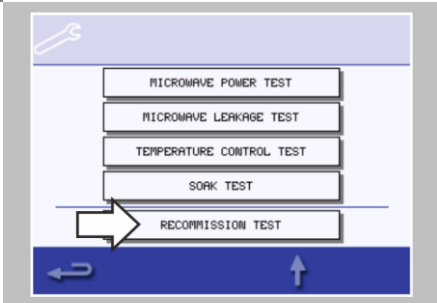 MICROWAVE POWER TEST
MICROWAVE LEAKAGE TEST
TEMPERATURE CONTROL TEST
SOAK TEST
RECOMMISSION TEST